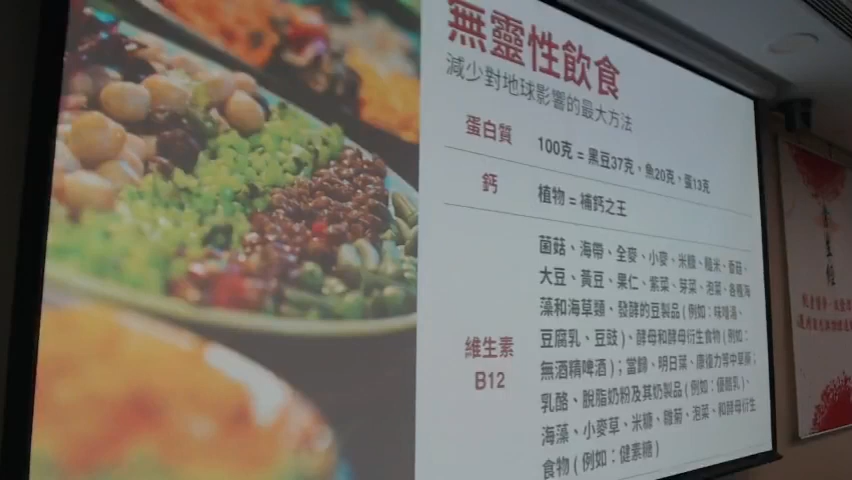 無靈性飲食
減少對地球影響的最大方法
蛋白質
100克 = 黑豆37克，魚20克、蛋13克
鈣
植物 = 補鈣之王
維生素
B12
菌菇、海帶、全麥、小麥、米糠、糙米、香菇、
大豆、黃豆、果仁、紫菜、芽菜、泡菜、各種海
藻和海草類、發酵的豆製品 ( 例如：味噌湯、
豆腐乳、豆豉 )、酵母和酵母衍生食物 ( 例如：
無酒精啤酒 )；當歸、明日葉、康復力等中草藥；
乳酪、脫脂奶粉及其奶製品 ( 例如：優酪乳 )、
海藻、小麥草、米糠、雛菊、泡菜、和酵母衍生
食物 ( 例如：健素糖 )